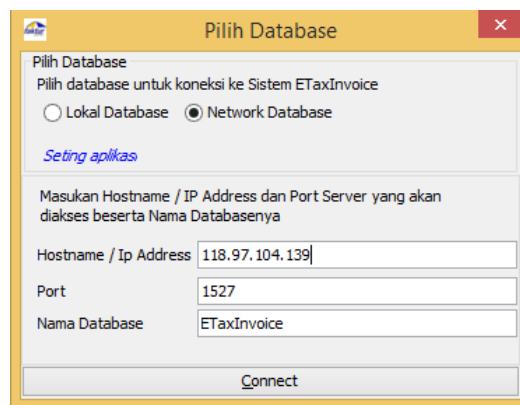 Pilih Database
Pilih Database
Pilih database untuk koneksi ke Sistem ETaxInvoice
Lokal Database Network Database
Seting aplikasi
Masukan Hostname / IP Address dan Port Server yang akan
diakses beserta Nama Databasenya
Hostname / Ip Address 118.97.104.139
Port 1527
Nama Database ETaxInvoice
Connect